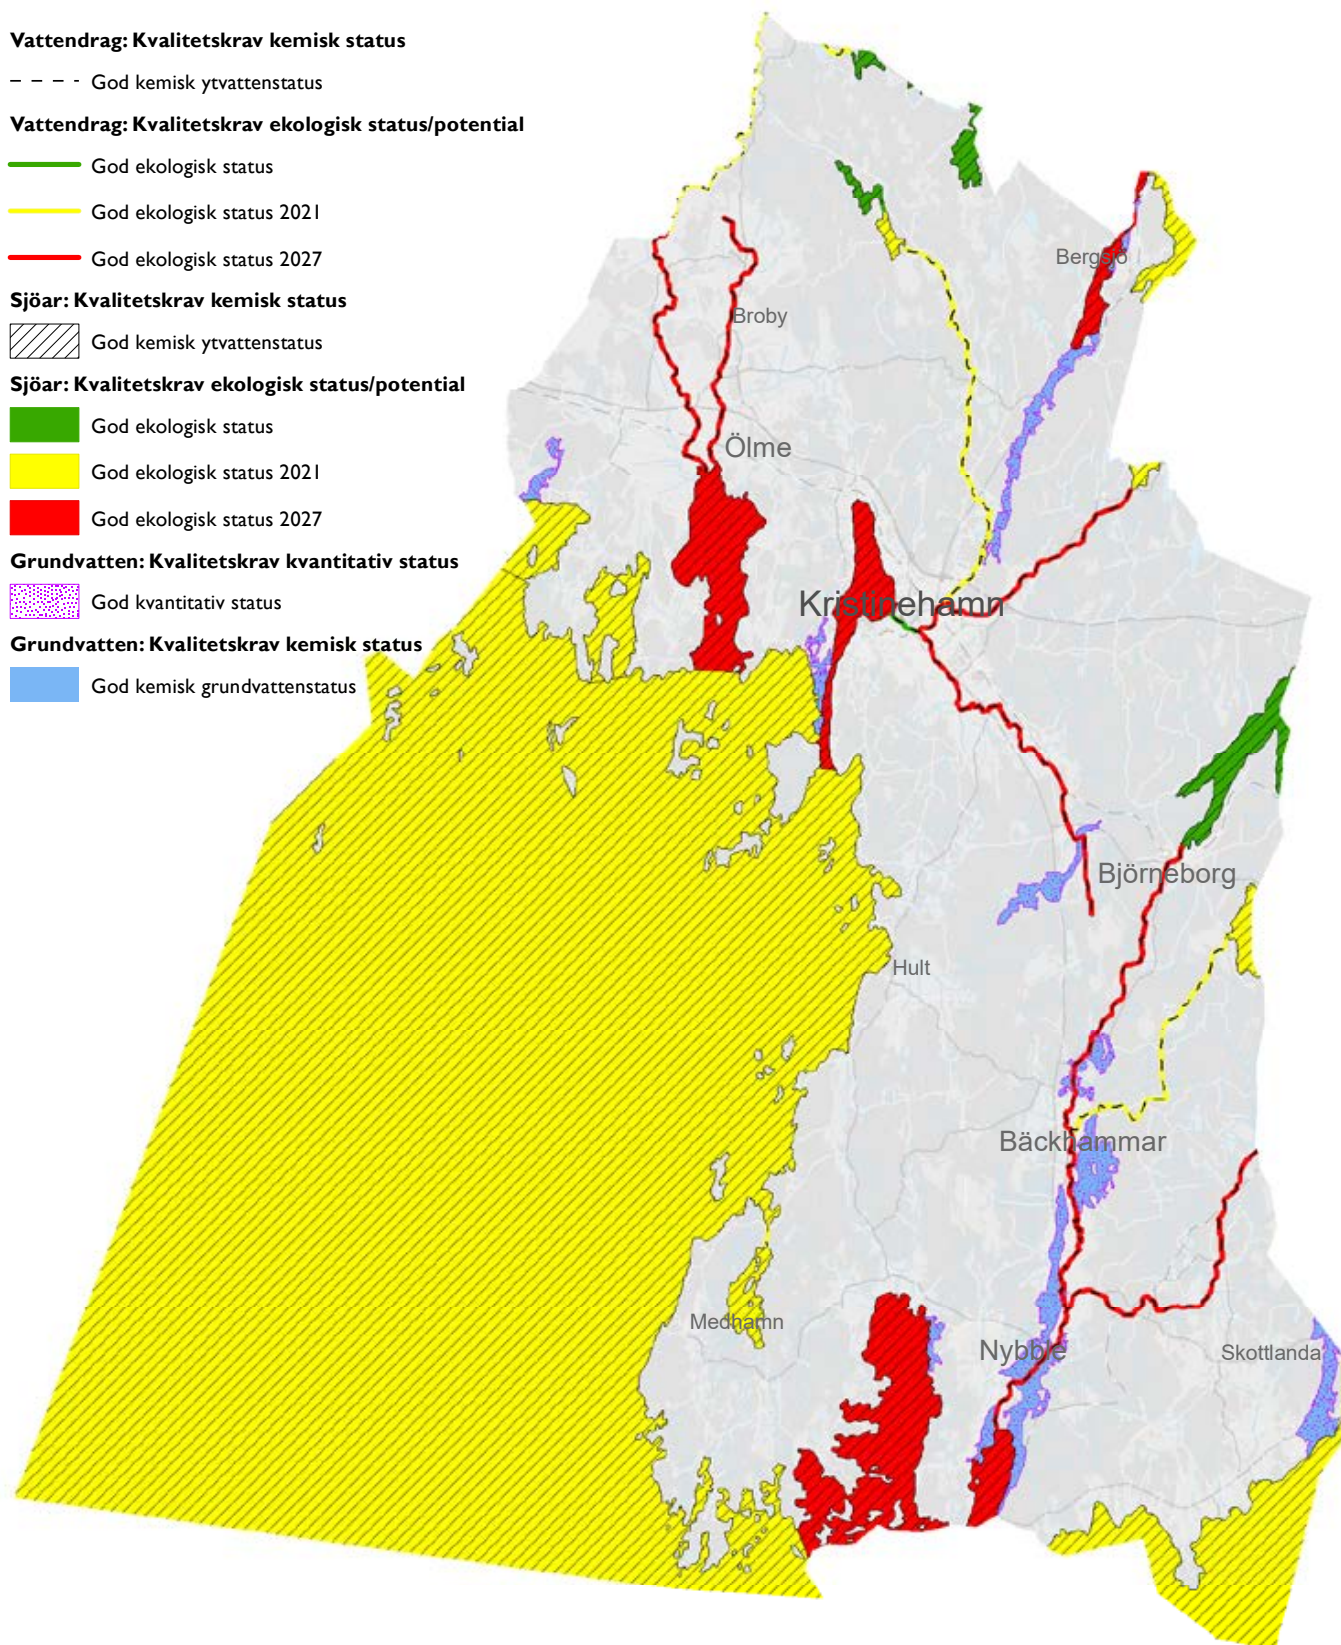 Vattendrag: Kvalitetskrav kemisk status
God kemisk ytvattenstatus
Vattendrag: Kvalitetskrav ekologisk status/potential
God ekologisk status
God ekologisk status 2021
God ekologisk status 2027
Sjöar: Kvalitetskrav kemisk status
God kemisk ytvattenstatus
Sjöar: Kvalitetskrav ekologisk status/potential
God ekologisk status
God ekologisk status 2021
God ekologisk status 2027
Grundvatten: Kvalitetskrav kvantitativ status
God kvantitativ status
Grundvatten: Kvalitetskrav kemisk status
God kemisk grundvattenstatus
Bergsjö
Broby
Ölme
Kristinehamn
Björneborg
Hult
Bäckhammar
Medhamn
Nybble
Skottlanda